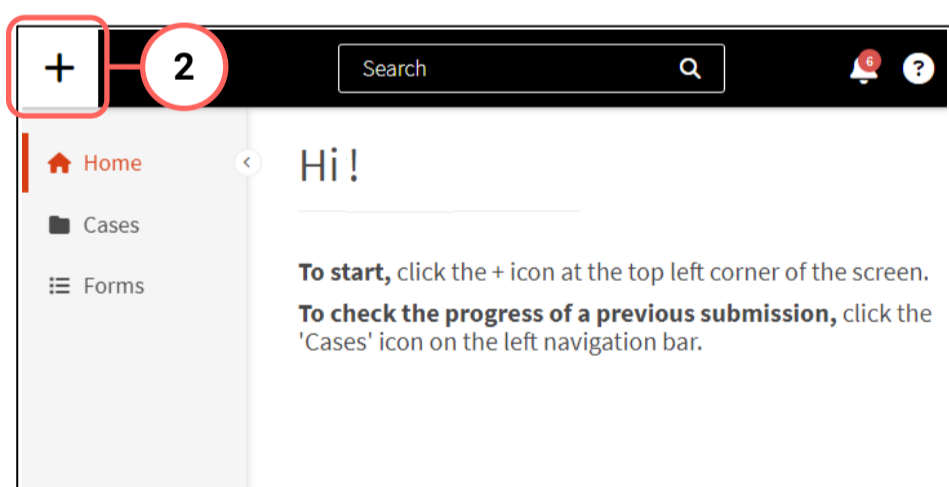 + 2 Search 6 ?
Home
Hi !
Cases
Forms
To start, click the + icon at the top left corner of the screen.
To check the progress of a previous submission, click the
'Cases' icon on the left navigation bar.